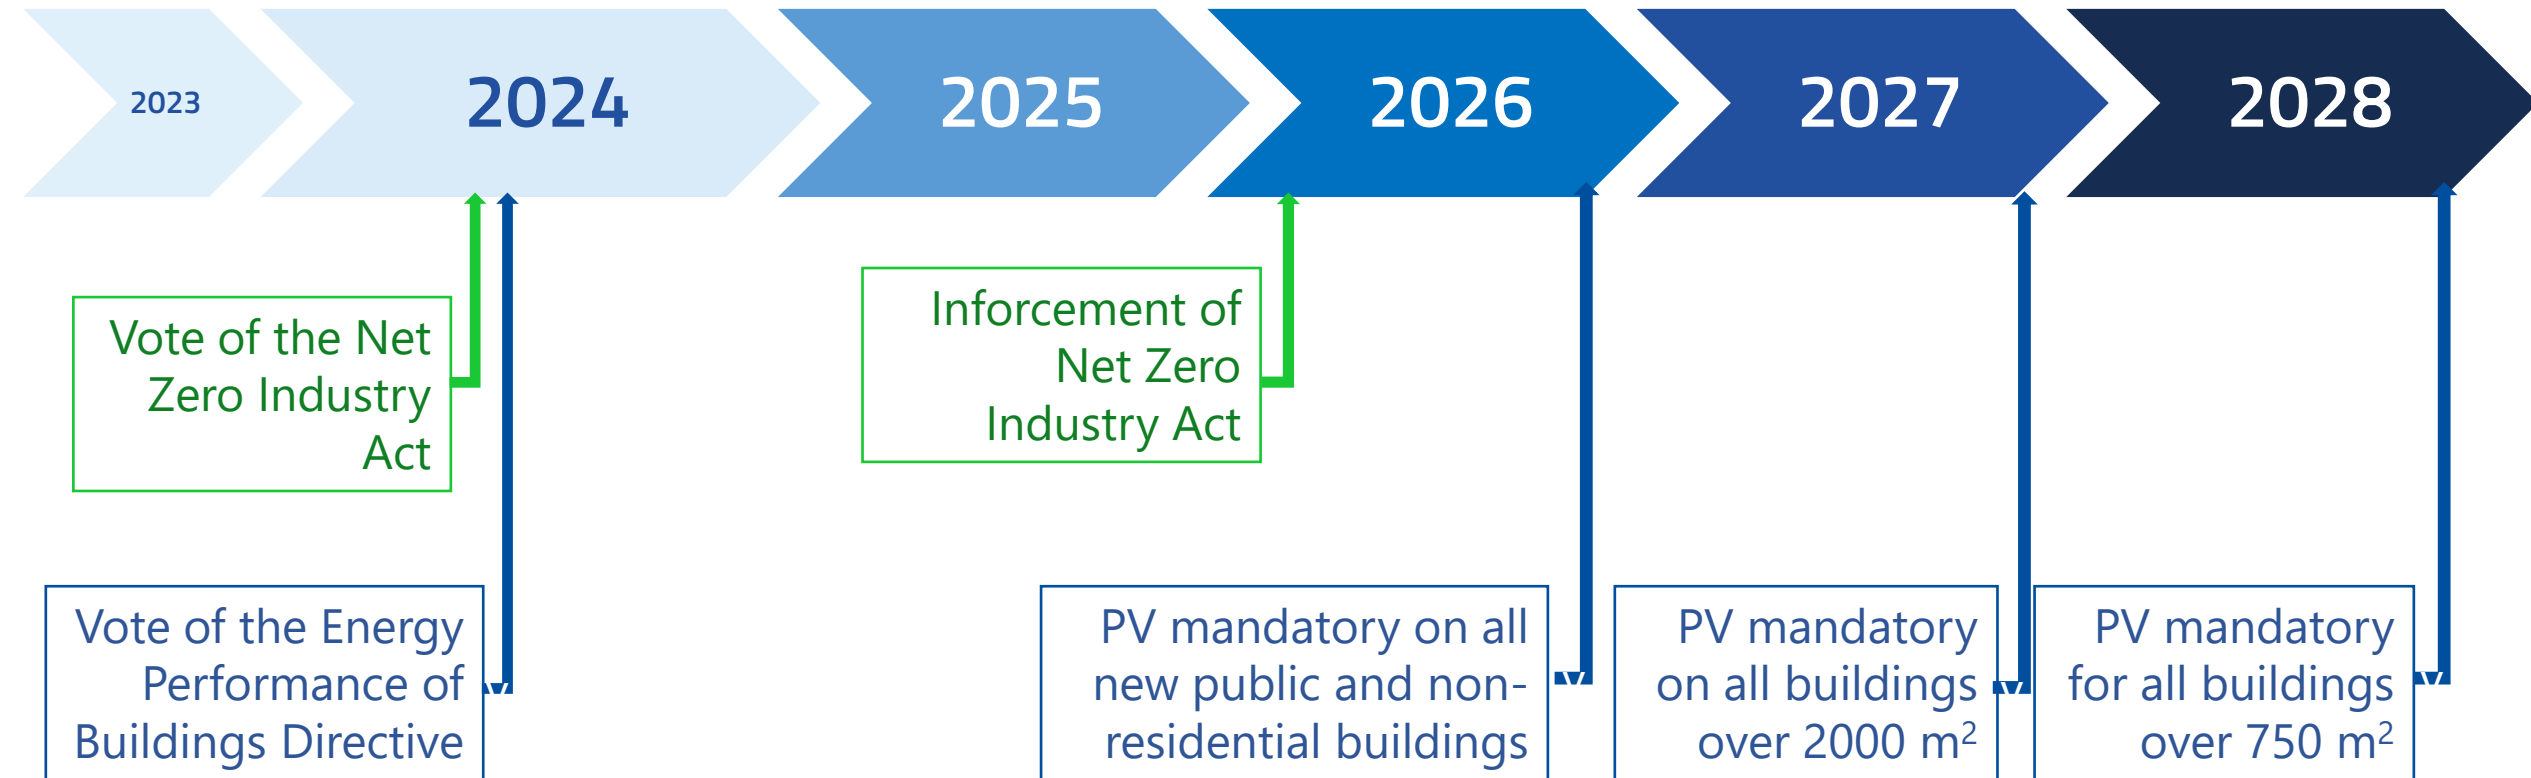 2023
2024
2025
2026
2027
2028
Vote of the Net
Zero Industry
Act
Inforcement of
Net Zero
Industry Act
Vote of the Energy
Performance of
Buildings Directive
PV mandatory on all
new public and non-
residential buildings
PV mandatory
on all buildings
over 2000 m²
PV mandatory
for all buildings
over 750 m²